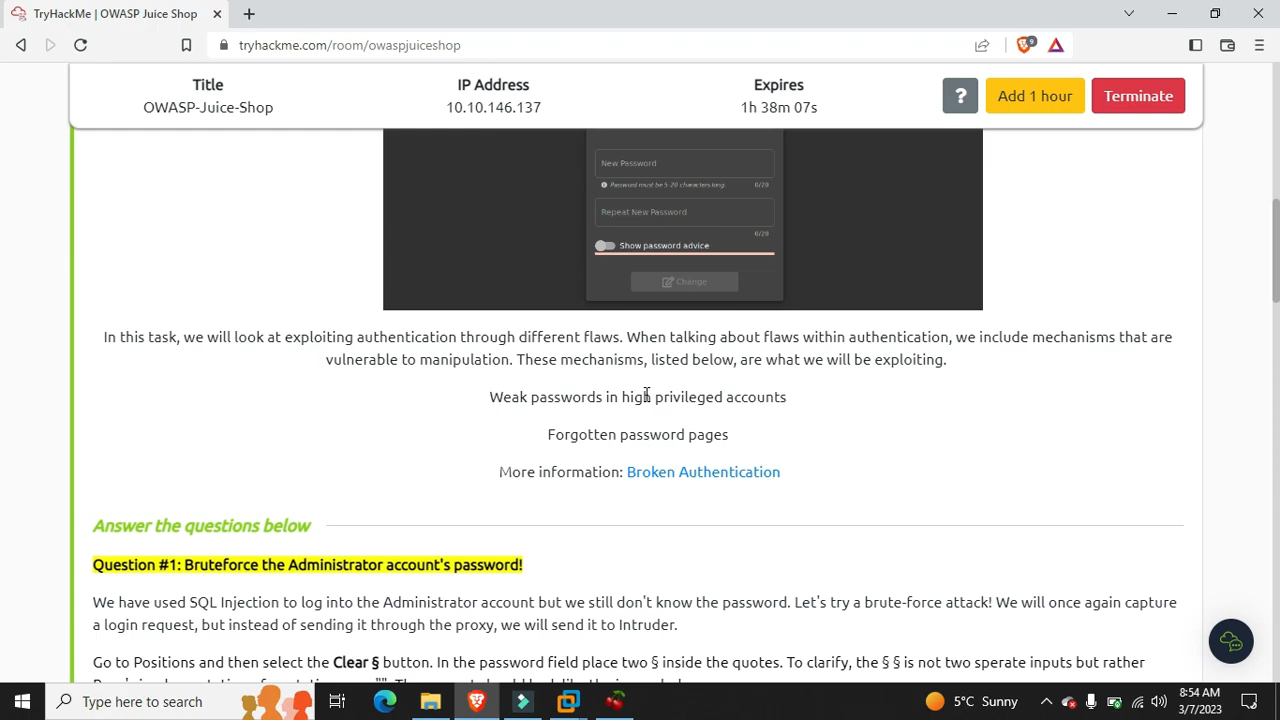 TryHackMe | OWASP Juice Shop
tryhackme.com/room/owaspjuiceshop
9
Title
IP Address
Expires
OWASP-Juice-Shop
10.10.146.137
1h 38m 07s
?
Add 1 hour
Terminate
New Password
Password must be 5-20 characters long.
0/20
Repeat New Password
0/20
Show password advice
Change
In this task, we will look at exploiting authentication through different flaws. When talking about flaws within authentication, we include mechanisms that are
vulnerable to manipulation. These mechanisms, listed below, are what we will be exploiting.
Weak passwords in high privileged accounts
Forgotten password pages
More information: Broken Authentication
Answer the questions below
Question #1: Bruteforce the Administrator account's password!
We have used SQL Injection to log into the Administrator account but we still don't know the password. Let's try a brute-force attack! We will once again capture
a login request, but instead of sending it through the proxy, we will send it to Intruder.
Go to Positions and then select the Clear § button. In the password field place two § inside the quotes. To clarify, the § § is not two sperate inputs but rather
Type here to search
5°C Sunny
8:54 AM
3/7/2023